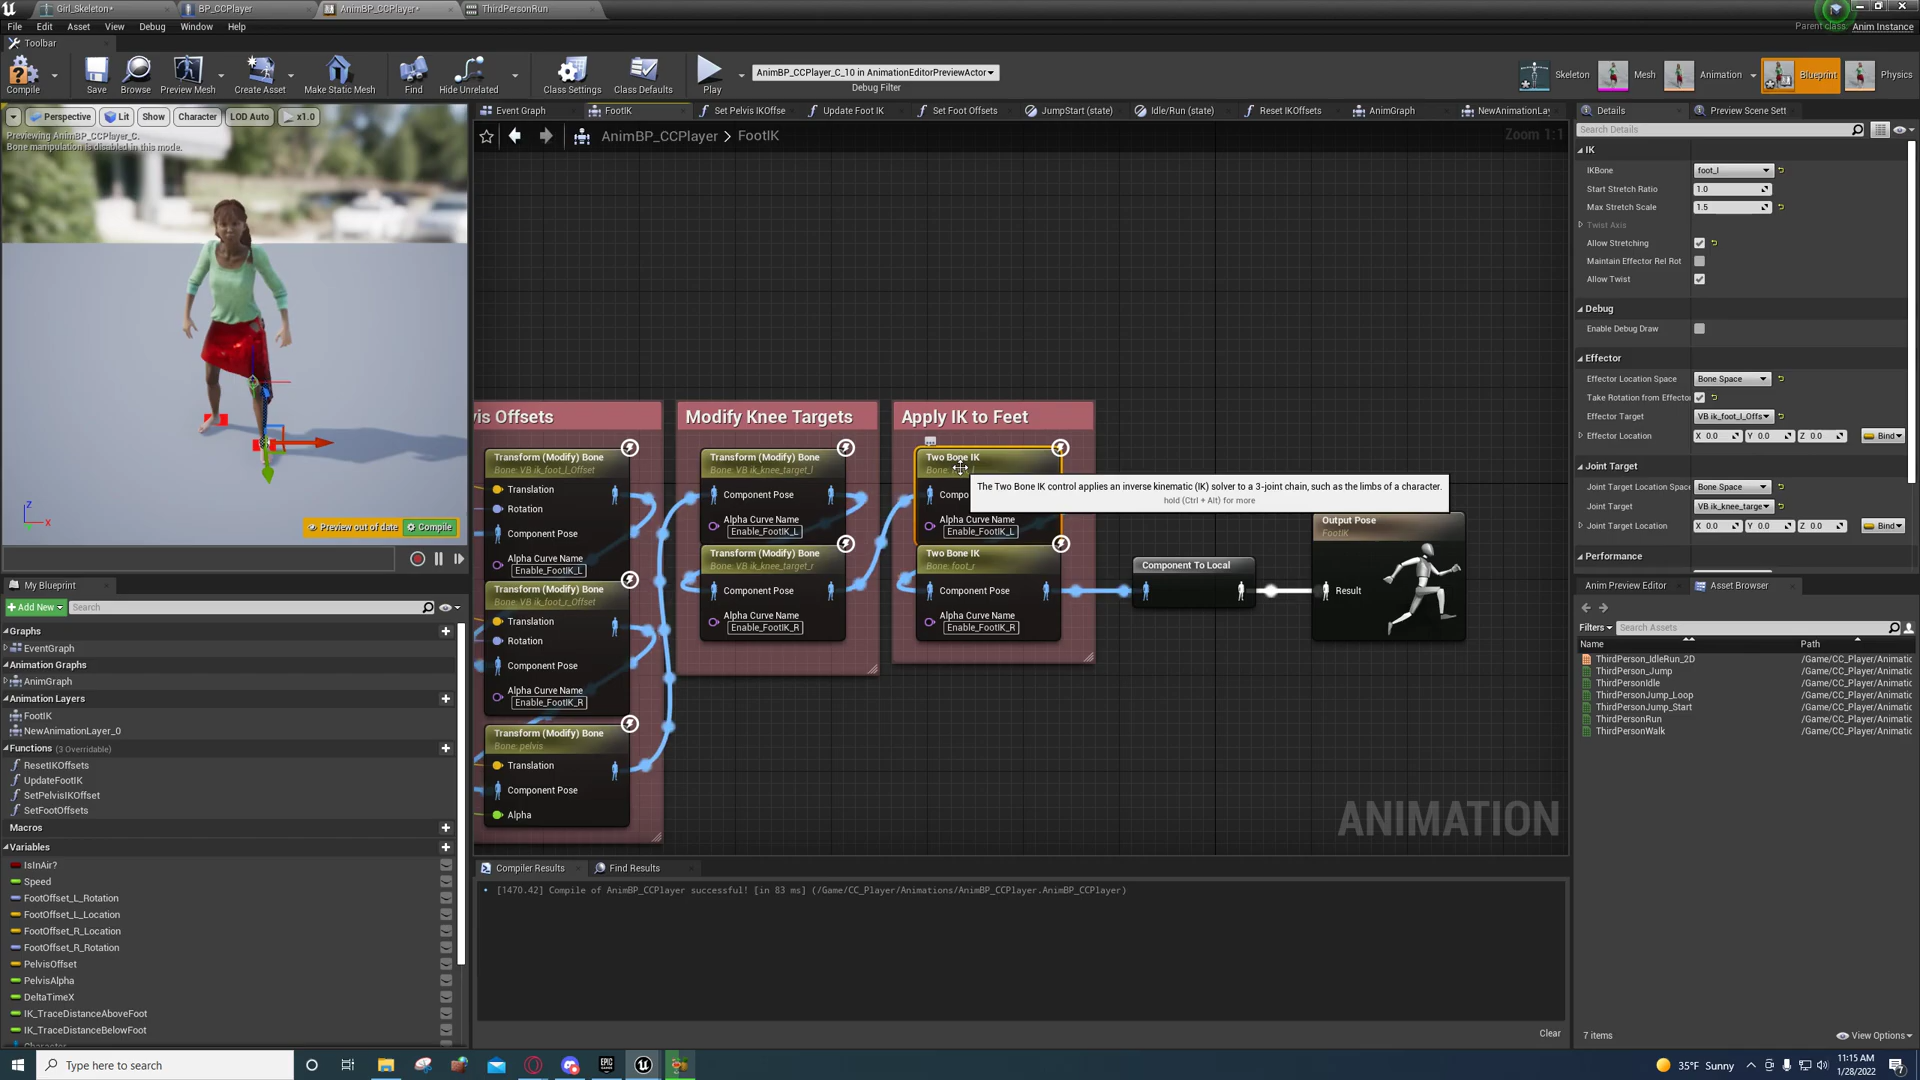 Girl_Skeleton*
BP_CCPlayer
AnimBP_CCPlayer*
ThirdPersonRun
File Edit Asset View Debug Window Help
Parent class: Anim Instance
Toolbar
Compile
Save
Browse
Preview Mesh
Create Asset
Make Static Mesh
Find
Hide Unrelated
Class Settings
Class Defaults
Play
AnimBP_CCPlayer_C_10 in AnimationEditorPreviewActor
Debug Filter
Skeleton
Mesh
Animation
Blueprint
Physics
Perspective Lit Show Character LOD Auto x1.0
Previewing AnimBP_CCPlayer_C.
Bone manipulation is disabled in this mode.
Z
X
Preview out of date
Compile
Event Graph
FootIK
Set Pelvis IKOffse
Update Foot IK
Set Foot Offsets
JumpStart (state)
Idle/Run (state)
Reset IKOffsets
AnimGraph
NewAnimationLa
AnimBP_CCPlayer > FootIK
Zoom 1:1
vis Offsets
Transform (Modify) Bone
Bone: VB ik_foot_l_Offset
Translation
Rotation
Component Pose
Alpha Curve Name
Enable_FootIK_L
Transform (Modify) Bone
Bone: VB ik_foot_r_Offset
Translation
Rotation
Component Pose
Alpha Curve Name
Enable_FootIK_R
Transform (Modify) Bone
Bone: pelvis
Translation
Component Pose
Alpha
Modify Knee Targets
Transform (Modify) Bone
Bone: VB ik_knee_target_l
Component Pose
Alpha Curve Name
Enable_FootIK_L
Transform (Modify) Bone
Bone: VB ik_knee_target_r
Component Pose
Alpha Curve Name
Enable_FootIK_R
Apply IK to Feet
Two Bone IK
Bone:
Compo
Alpha Curve Name
Enable_FootIK_L
Two Bone IK
Bone: foot_r
Component Pose
Alpha Curve Name
Enable_FootIK_R
The Two Bone IK control applies an inverse kinematic (IK) solver to a 3-joint chain, such as the limbs of a character.
hold (Ctrl + Alt) for more
Component To Local
Output Pose
FootIK
Result
ANIMATION
Compiler Results
Find Results
[1470.42] Compile of AnimBP_CCPlayer successful! [in 83 ms] (/Game/CC_Player/Animations/AnimBP_CCPlayer.AnimBP_CCPlayer)
Clear
My Blueprint
Add New
Search
Graphs
EventGraph
Animation Graphs
AnimGraph
Animation Layers
FootIK
NewAnimationLayer_0
Functions (3 Overridable)
ResetIKOffsets
UpdateFootIK
SetPelvisIKOffset
SetFootOffsets
Macros
Variables
IsInAir?
Speed
FootOffset_L_Rotation
FootOffset_L_Location
FootOffset_R_Location
FootOffset_R_Rotation
PelvisOffset
PelvisAlpha
DeltaTimeX
IK_TraceDistanceAboveFoot
IK_TraceDistanceBelowFoot
Details
Preview Scene Sett
Search Details
IK
IKBone foot_l
Start Stretch Ratio 1.0
Max Stretch Scale 1.5
Twist Axis
Allow Stretching
Maintain Effector Rel Rot
Allow Twist
Debug
Enable Debug Draw
Effector
Effector Location Space Bone Space
Take Rotation from Effector
Effector Target VB ik_foot_l_Offs
Effector Location X 0.0 Y 0.0 Z 0.0 Bind
Joint Target
Joint Target Location Space Bone Space
Joint Target VB ik_knee_targe
Joint Target Location X 0.0 Y 0.0 Z 0.0 Bind
Performance
Anim Preview Editor
Asset Browser
Filters
Search Assets
Name Path
ThirdPerson_IdleRun_2D /Game/CC_Player/Animatic
ThirdPerson_Jump /Game/CC_Player/Animatic
ThirdPersonIdle /Game/CC_Player/Animatic
ThirdPersonJump_Loop /Game/CC_Player/Animatic
ThirdPersonJump_Start /Game/CC_Player/Animatic
ThirdPersonRun /Game/CC_Player/Animatic
ThirdPersonWalk /Game/CC_Player/Animatic
7 items
View Options
Type here to search
EPIC
35°F Sunny
11:15 AM
1/28/2022